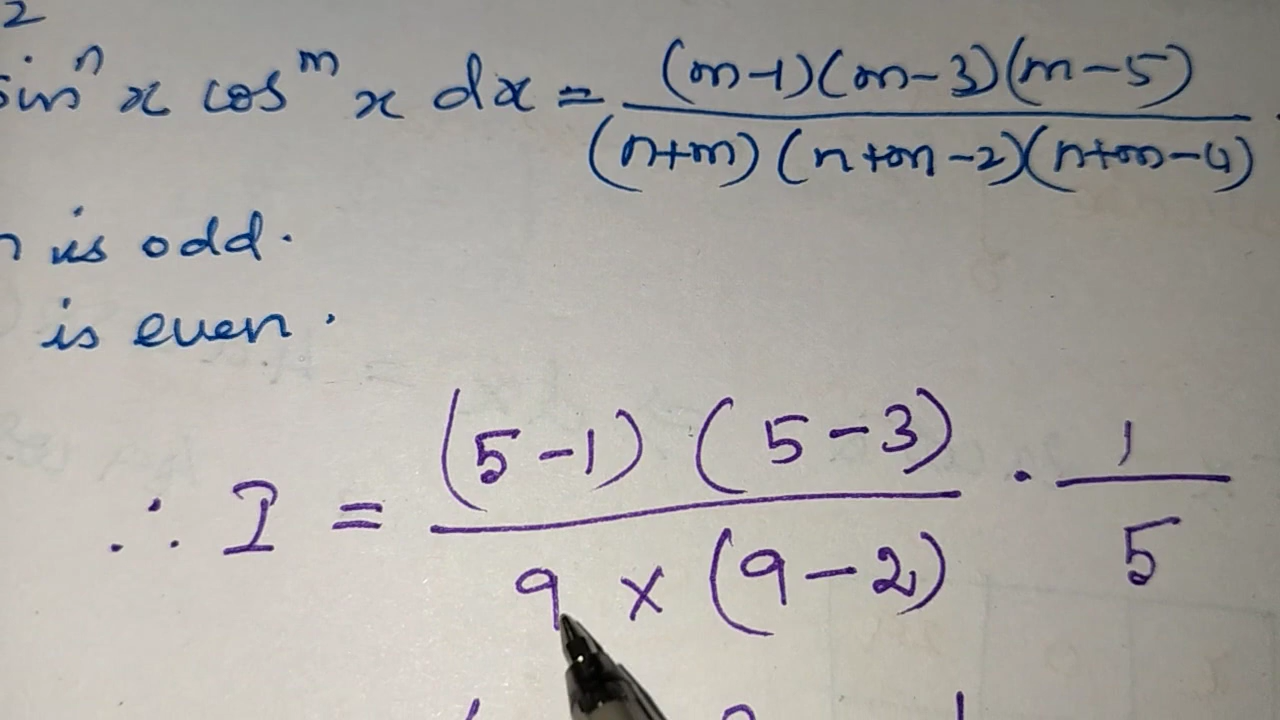 2
sin^n x cos^m x dx = (m-1)(m-3)(m-5) / (n+m)(n+m-2)(n+m-4) .
is odd.
is even.
∴ I = (5-1)(5-3) / 9 × (9-2) · 1/5